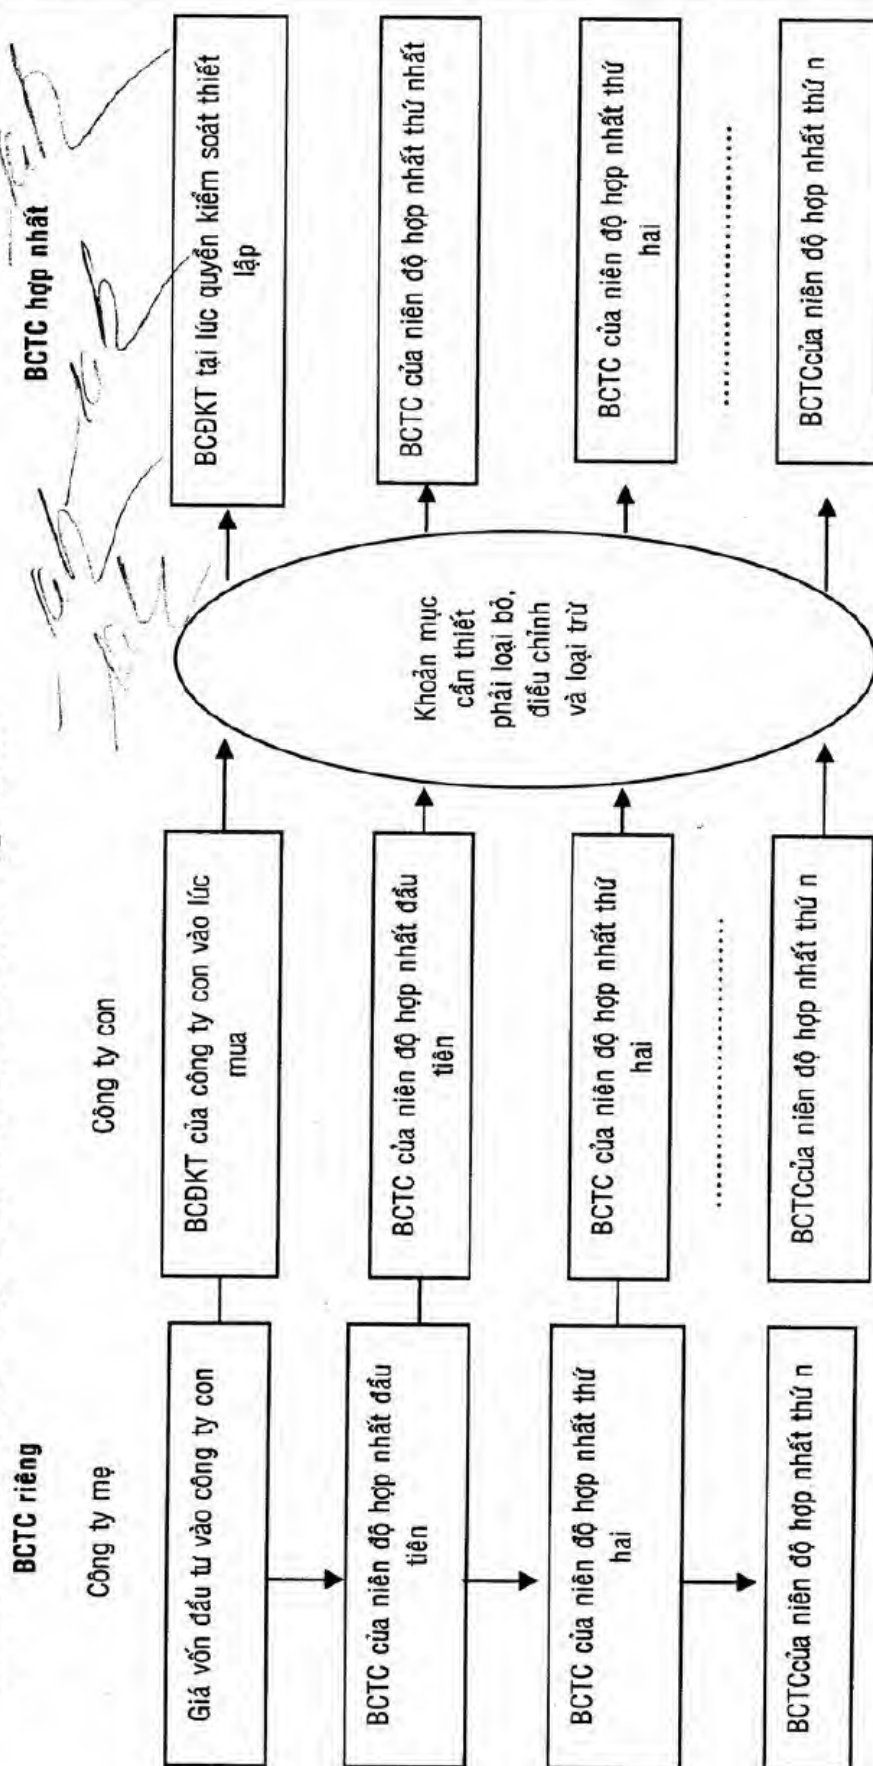 BCTC riêng
BCTC hợp nhất
Công ty mẹ
Công ty con
Giá vốn đầu tư vào công ty con
BCĐKT của công ty con vào lúc
mua
BCĐKT tại lúc quyền kiểm soát thiết
lập
BCTC của niên độ hợp nhất đầu
tiên
BCTC của niên độ hợp nhất đầu
tiên
BCTC của niên độ hợp nhất thứ nhất
Khoản mục
cần thiết
phải loại bỏ,
điều chỉnh
và loại trừ
BCTC của niên độ hợp nhất thứ
hai
BCTC của niên độ hợp nhất thứ
hai
BCTC của niên độ hợp nhất thứ
hai
BCTCcủa niên độ hợp nhất thứ n
BCTCcủa niên độ hợp nhất thứ n
BCTCcủa niên độ hợp nhất thứ n